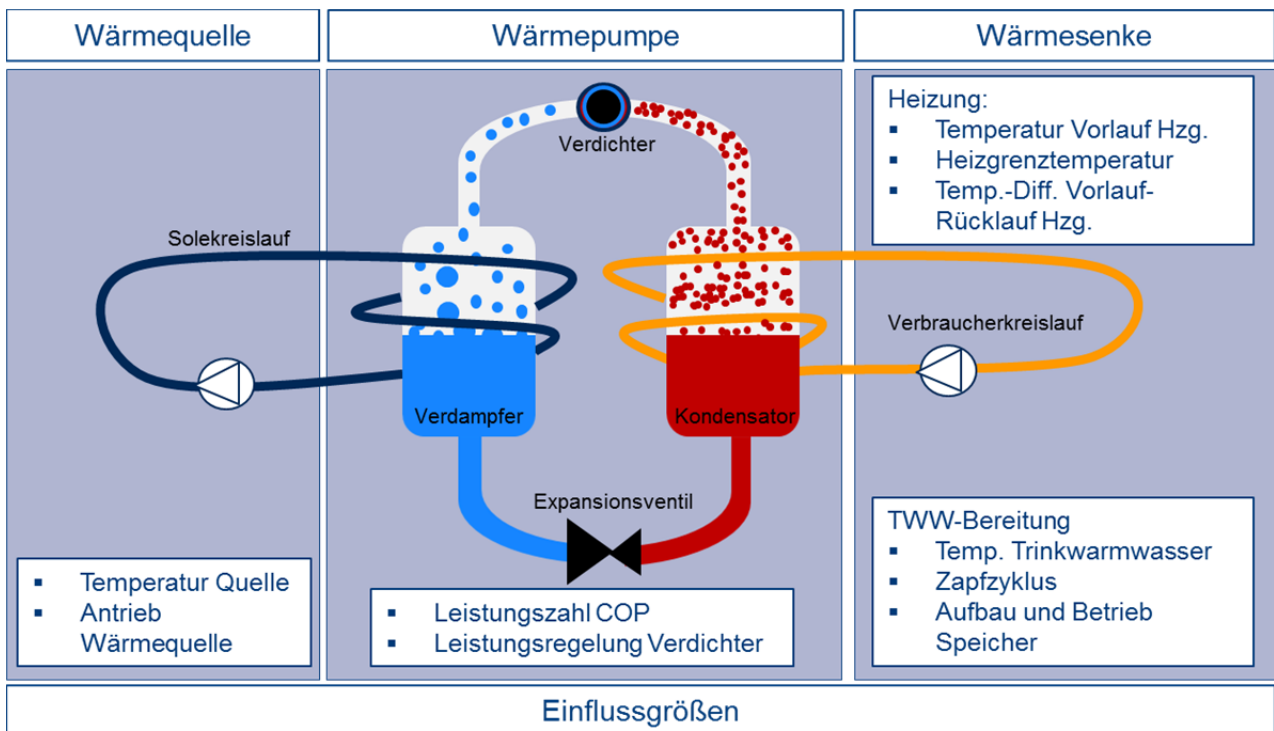 Wärmequelle
Wärmepumpe
Wärmesenke
Verdichter
Heizung:
▪ Temperatur Vorlauf Hzg.
▪ Heizgrenztemperatur
▪ Temp.-Diff. Vorlauf-
Rücklauf Hzg.
Solekreislauf
Verbraucherkreislauf
Verdampfer
Kondensator
Expansionsventil
▪ Temperatur Quelle
▪ Antrieb
Wärmequelle
▪ Leistungszahl COP
▪ Leistungsregelung Verdichter
TWW-Bereitung
▪ Temp. Trinkwarmwasser
▪ Zapfzyklus
▪ Aufbau und Betrieb
Speicher
Einflussgrößen